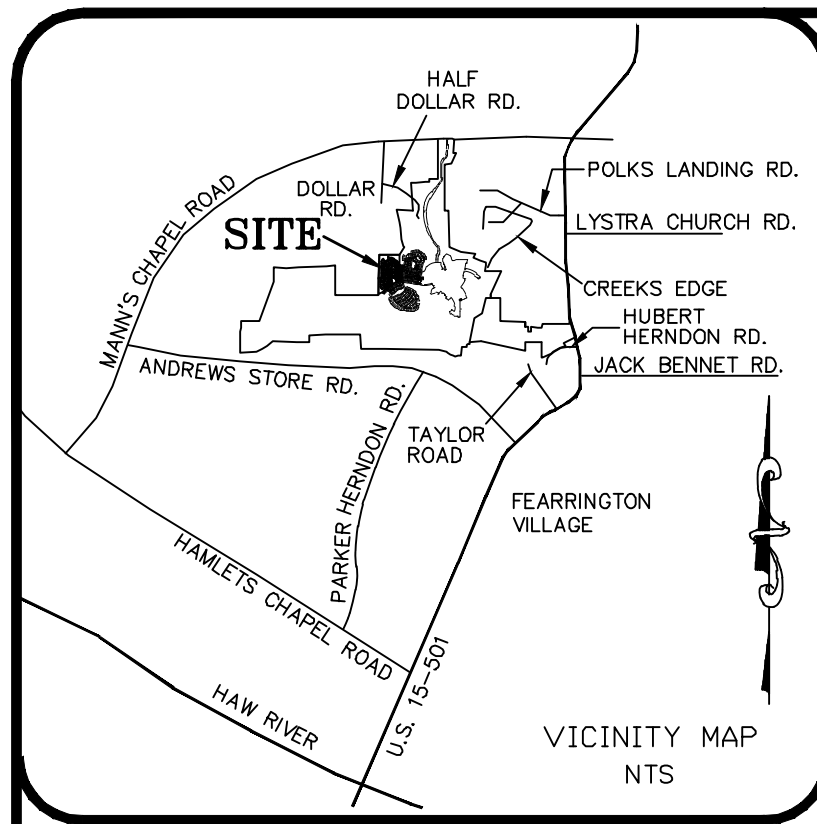 HALF
DOLLAR RD.
POLKS LANDING RD.
DOLLAR
RD.
MANN'S CHAPEL ROAD
SITE
LYSTRA CHURCH RD.
CREEKS EDGE
HUBERT
HERNDON RD.
JACK BENNET RD.
ANDREWS STORE RD.
PARKER HERNDON RD.
TAYLOR
ROAD
FEARRINGTON
VILLAGE
HAMLETS CHAPEL ROAD
U.S. 15-501
HAW RIVER
VICINITY MAP
NTS